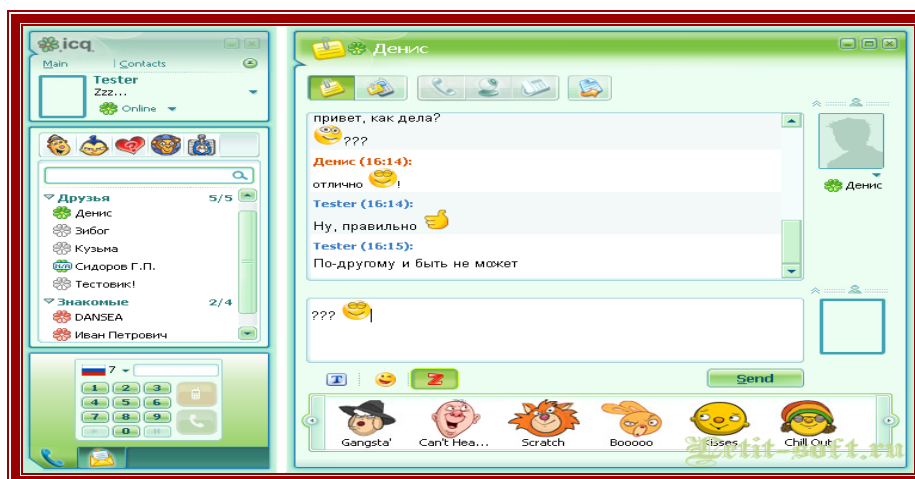 icq
Main | Contacts
Tester
Zzz...
Online
Друзья 5/5
Денис
Зибог
Кузьма
N/A Сидоров Г.П.
Тестовик!
Знакомые 2/4
DANSEA
Иван Петрович
7
1 2 3
4 5 6
7 8 9
* 0 #
Денис
привет, как дела?
???
Денис (16:14):
отлично !
Tester (16:14):
Ну, правильно
Tester (16:15):
По-другому и быть не может
Денис
???
T Z Send
Gangsta' Can't Hea... Scratch Booooo Kisses Chill Out
Petit-soft.ru